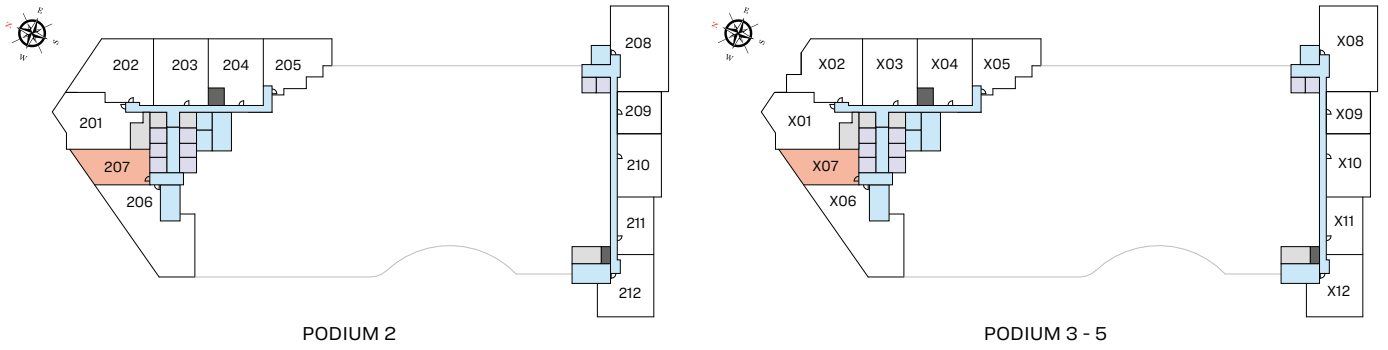 E
N
S
W
202
203
204
205
208
201
209
207
210
206
211
212
PODIUM 2
E
N
S
W
X02
X03
X04
X05
X08
X01
X09
X07
X10
X06
X11
X12
PODIUM 3 - 5